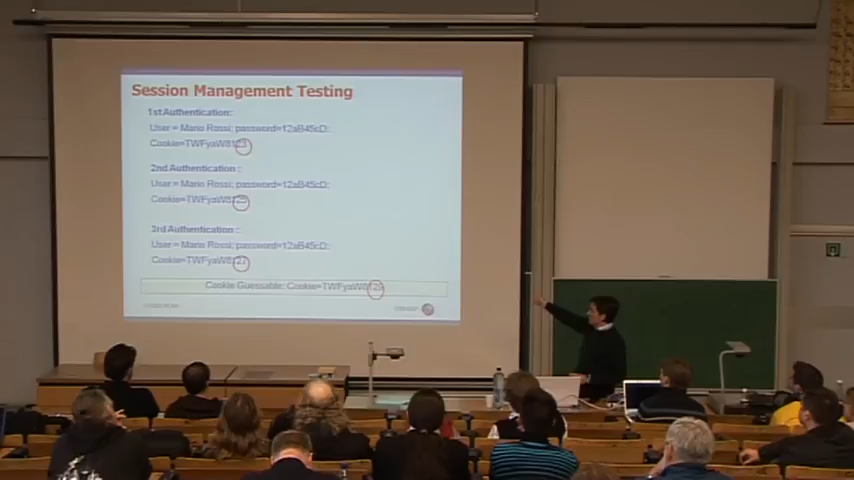 Session Management Testing
1st Authentication:
User = Mario Rossi; password=12aB45cD:
Cookie=TWFyaW8123
2nd Authentication :
User = Mario Rossi; password=12aB45cD:
Cookie=TWFyaW8125
3rd Authentication :
User = Mario Rossi; password=12aB45cD:
Cookie=TWFyaW8127
Cookie Guessable: Cookie=TWFyaW8129